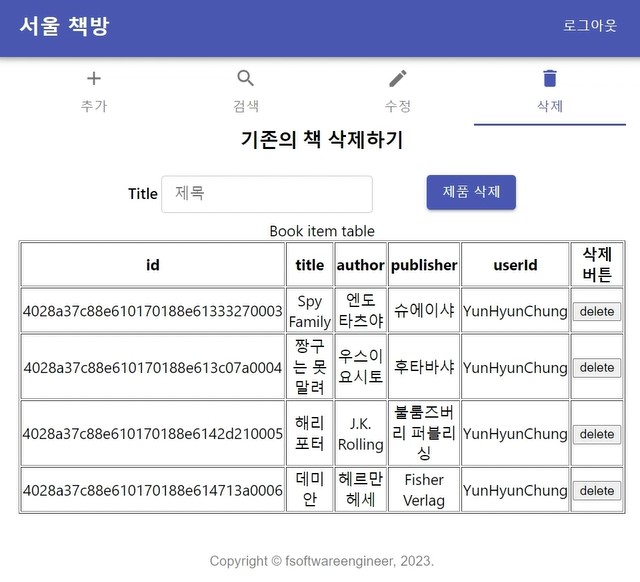 서울 책방
로그아웃
추가
검색
수정
삭제
기존의 책 삭제하기
Title
제목
제품 삭제
Book item table
id title author publisher userId 삭제
버튼
4028a37c88e610170188e61333270003 Spy
Family 엔도
타츠야 슈에이샤 YunHyunChung delete
4028a37c88e610170188e613c07a0004 짱구
는 못
말려 우스이
요시토 후타바샤 YunHyunChung delete
4028a37c88e610170188e6142d210005 해리
포터 J.K.
Rolling 불룸즈버
리 퍼블리
싱 YunHyunChung delete
4028a37c88e610170188e614713a0006 데미
안 헤르만
헤세 Fisher
Verlag YunHyunChung delete
Copyright © fsoftwareengineer, 2023.